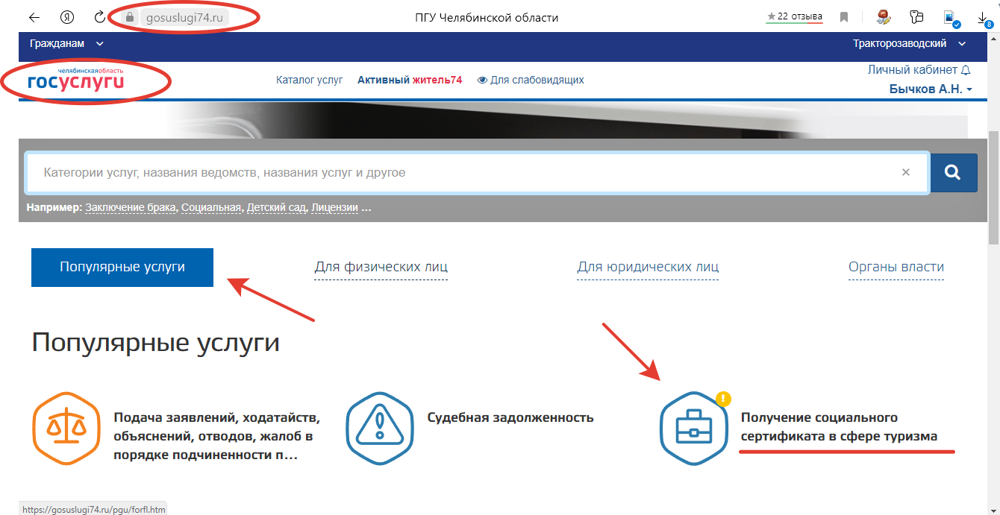 gosuslugi74.ru
ПГУ Челябинской области
★22 отзыва
8
Гражданам
Тракторозаводский
челябинскаяобласть
госуслуги
Каталог услуг
Активный житель74
Для слабовидящих
Личный кабинет
Бычков А.Н.
Категории услуг, названия ведомств, названия услуг и другое
×
Например: Заключение брака, Социальная, Детский сад, Лицензии ...
Популярные услуги
Для физических лиц
Для юридических лиц
Органы власти
Популярные услуги
Подача заявлений, ходатайств,
объяснений, отводов, жалоб в
порядке подчиненности п...
Судебная задолженность
Получение социального
сертификата в сфере туризма
https://gosuslugi74.ru/pgu/forfl.htm